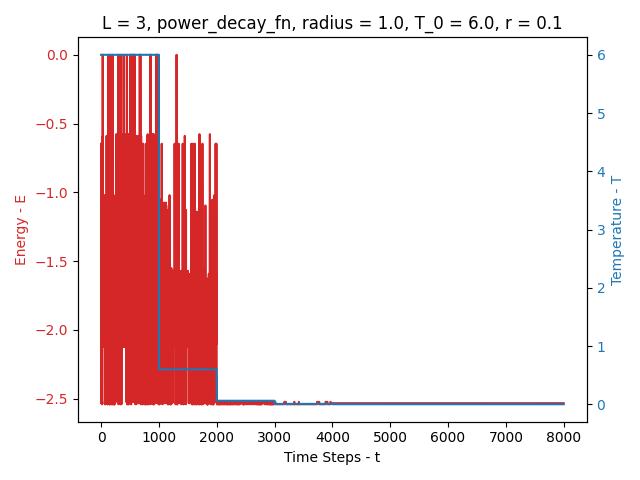 L = 3, power_decay_fn, radius = 1.0, T_0 = 6.0, r = 0.1
0.0
−0.5
−1.0
−1.5
−2.0
−2.5
Energy - E
6
5
4
3
2
1
0
Temperature - T
0 1000 2000 3000 4000 5000 6000 7000 8000
Time Steps - t